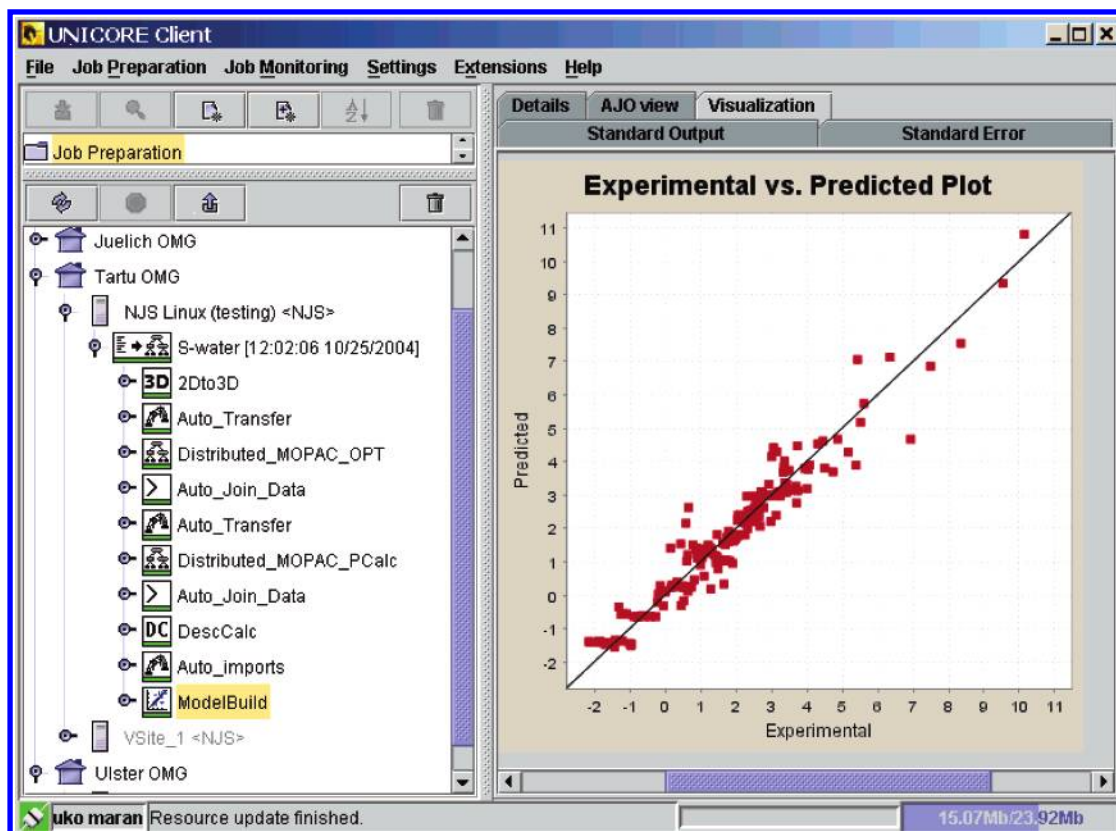 UNICORE Client
File Job Preparation Job Monitoring Settings Extensions Help
Job Preparation
Juelich OMG
Tartu OMG
NJS Linux (testing) <NJS>
S-water [12:02:06 10/25/2004]
3D 2Dto3D
Auto_Transfer
Distributed_MOPAC_OPT
Auto_Join_Data
Auto_Transfer
Distributed_MOPAC_PCalc
Auto_Join_Data
DC DescCalc
Auto_imports
ModelBuild
VSite_1 <NJS>
Ulster OMG
Details AJO view Visualization
Standard Output Standard Error
Experimental vs. Predicted Plot
11
10
9
8
7
6
5
4
3
2
1
0
-1
-2
Predicted
-2 -1 0 1 2 3 4 5 6 7 8 9 10 11
Experimental
uko maran Resource update finished. 15.07Mb/23.92Mb